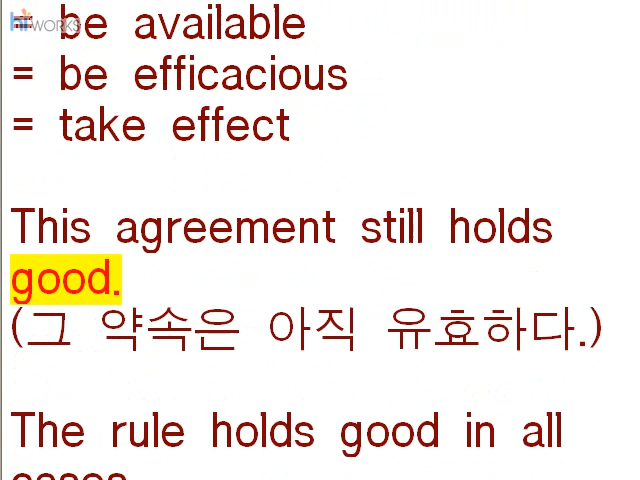 hiworks
= be available
= be efficacious
= take effect
This agreement still holds
good.
(그 약속은 아직 유효하다.)
The rule holds good in all